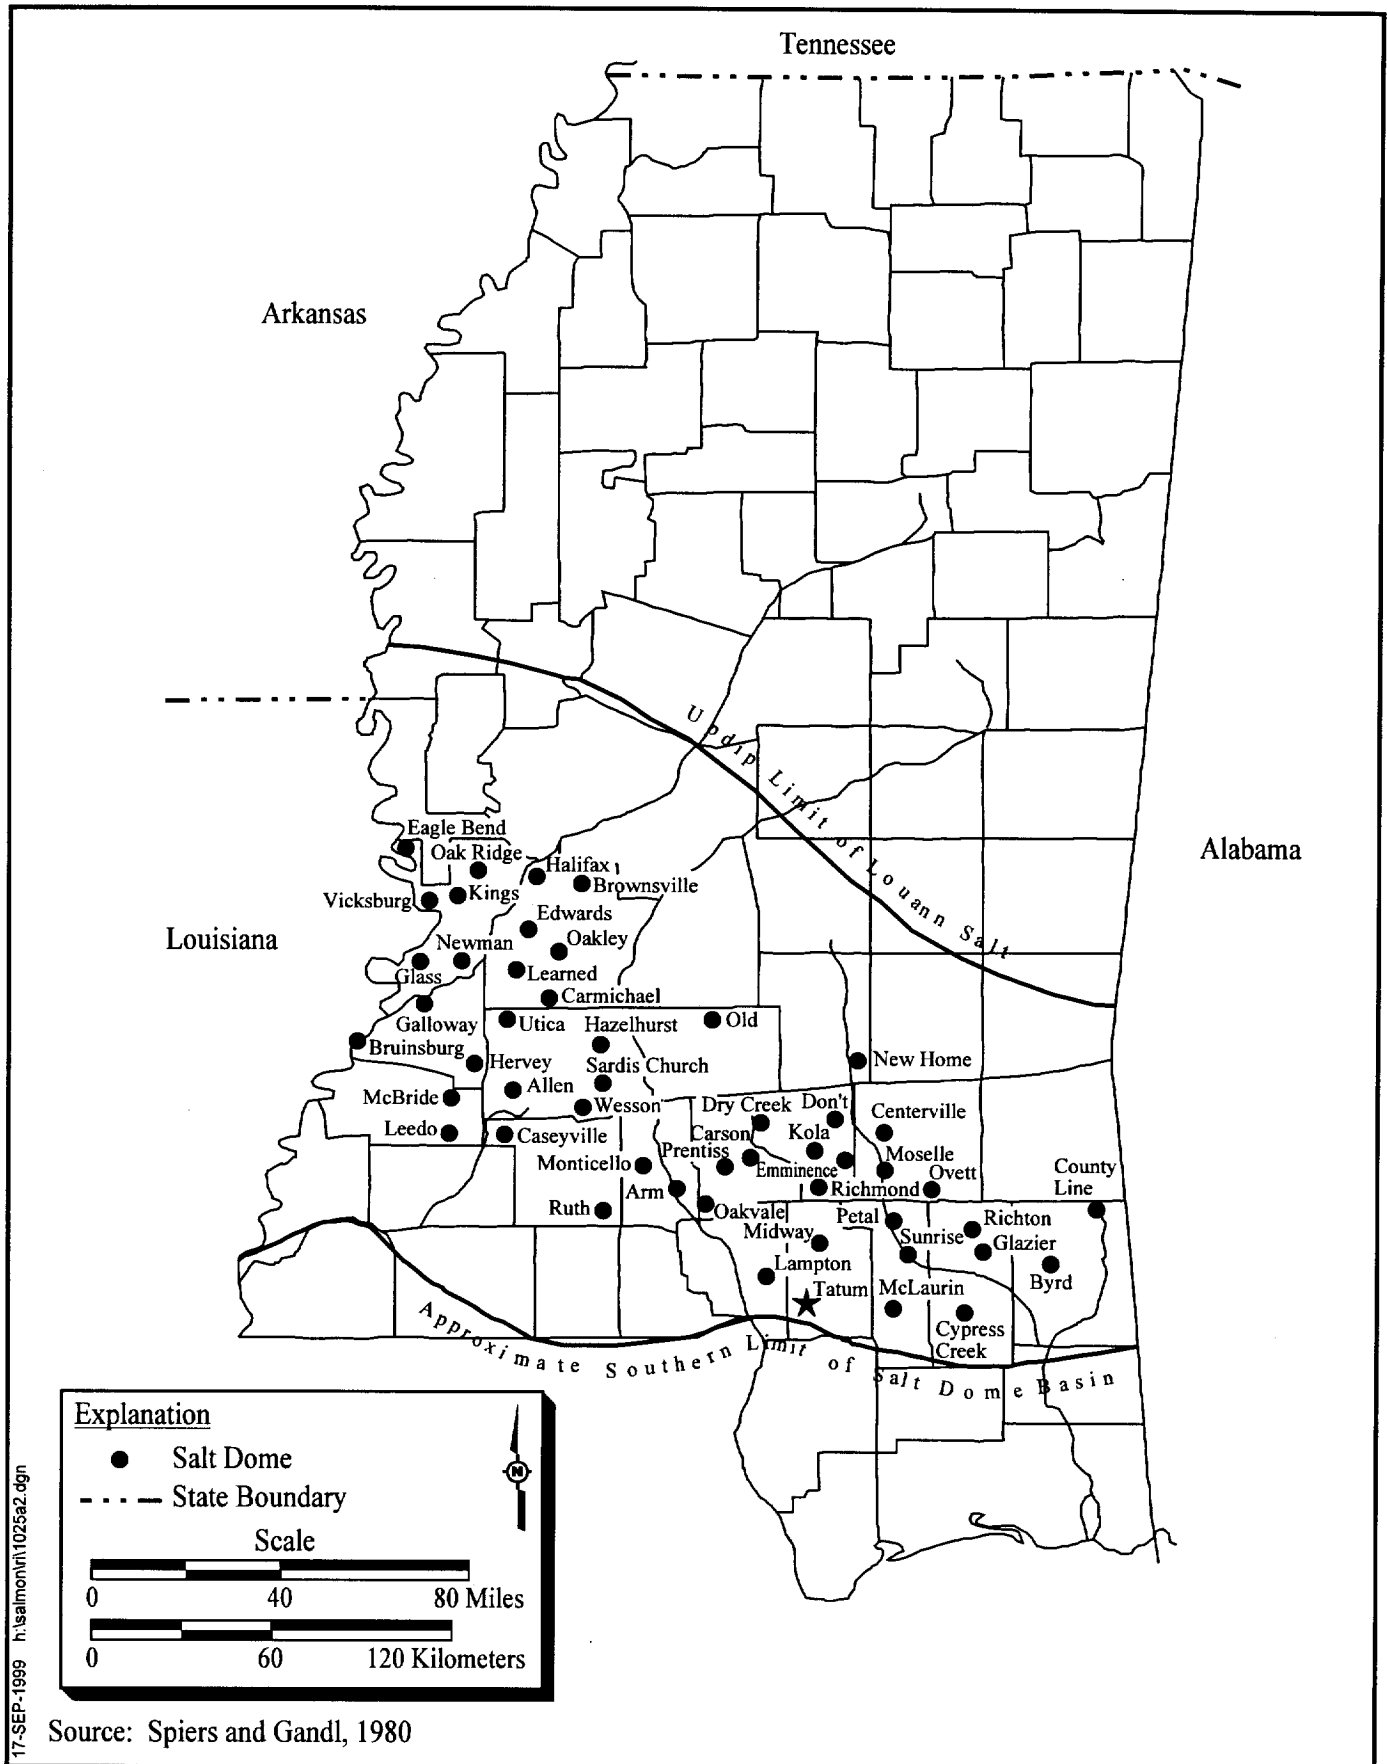 Tennessee
Arkansas
Updip Limit of Louann Salt
Alabama
Louisiana
Eagle Bend
Oak Ridge
Halifax
Brownsville
Vicksburg
Kings
Edwards
Oakley
Newman
Glass
Learned
Carmichael
Galloway
Utica
Hazelhurst
Old
Bruinsburg
Hervey
Sardis Church
New Home
McBride
Allen
Wesson
Dry Creek
Don't
Centerville
Leedo
Caseyville
Carson
Kola
Prentiss
Monticello
Emminence
Moselle
Ovett
County
Line
Arm
Richmond
Ruth
Oakvale
Petal
Richton
Midway
Sunrise
Glazier
Lampton
Byrd
Tatum
McLaurin
Cypress
Creek
Approximate Southern Limit of Salt Dome Basin
Explanation
Salt Dome
State Boundary
N
Scale
0 40 80 Miles
0 60 120 Kilometers
Source: Spiers and Gandl, 1980
17-SEP-1999 h:\salmon\ri\1025a2.dgn